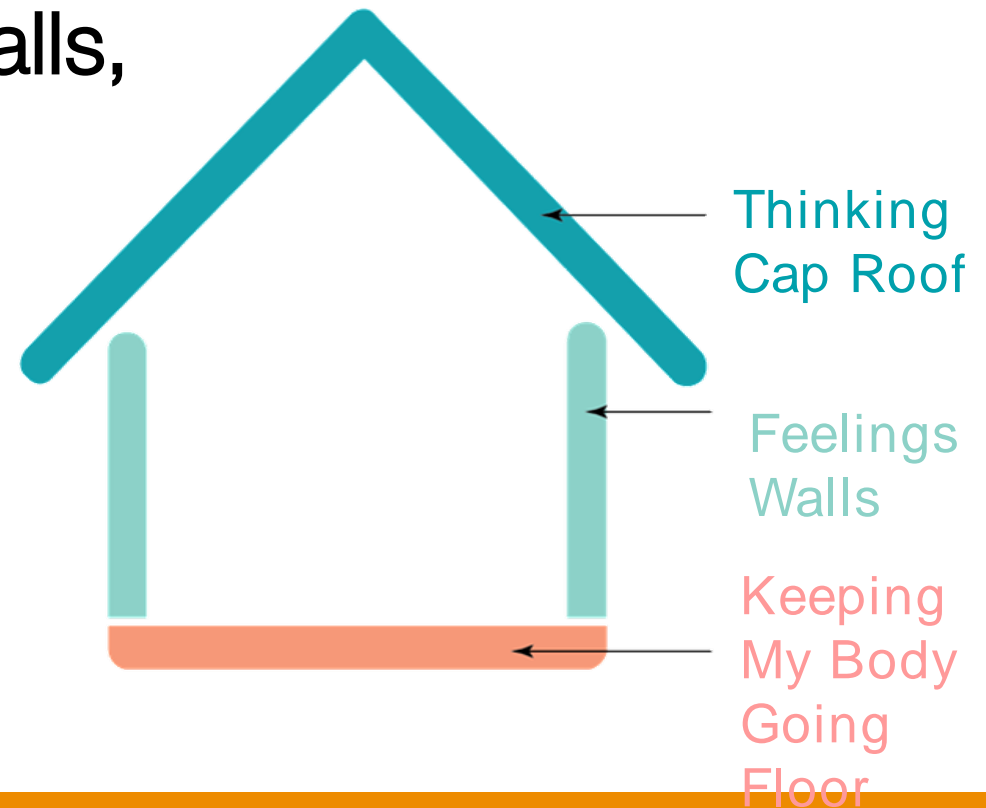 alls,
Thinking
Cap Roof
Feelings
Walls
Keeping
My Body
Going
Floor